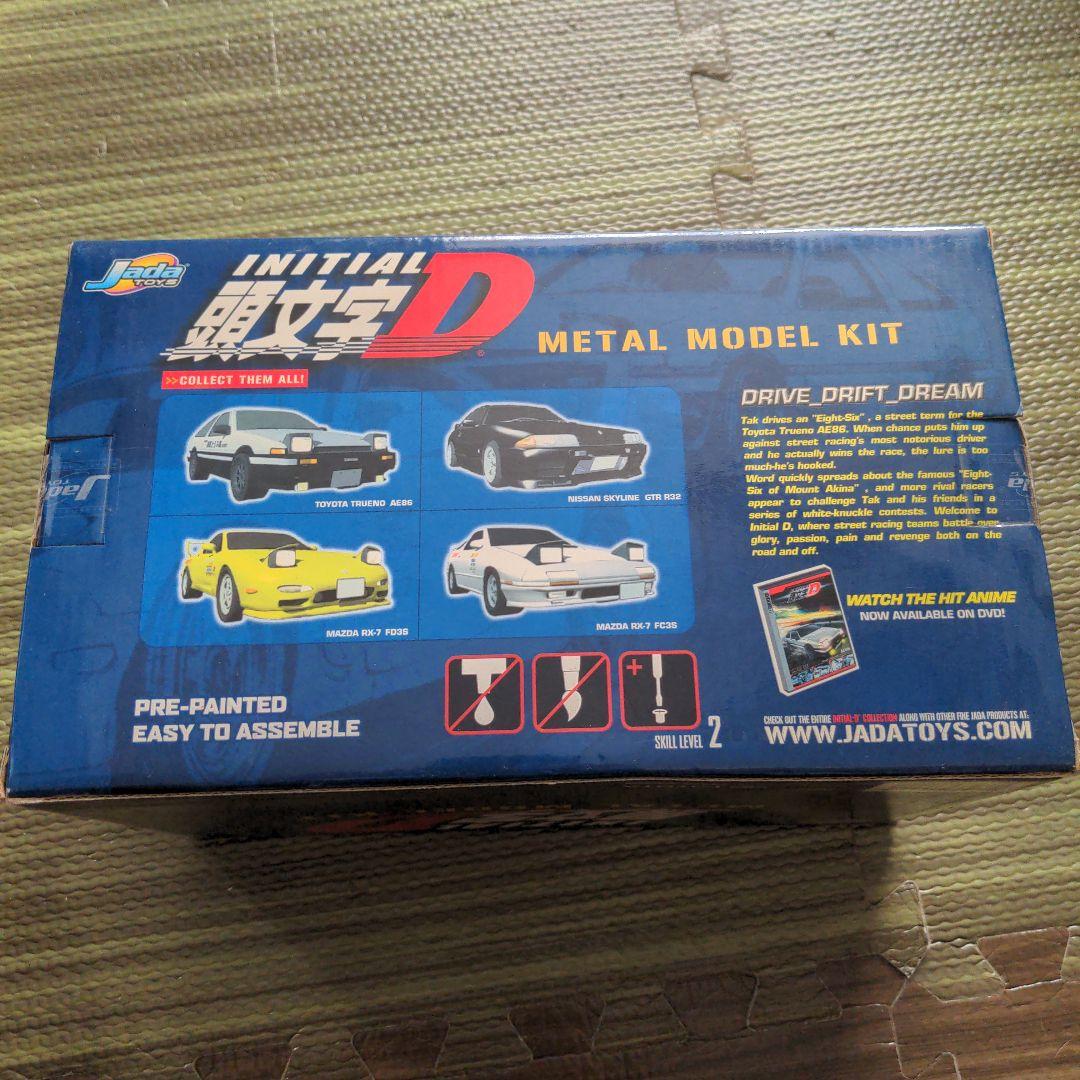 Jada
TOYS
INITIAL
頭文字D
METAL MODEL KIT
>>COLLECT THEM ALL!
TOYOTA TRUENO AE86
NISSAN SKYLINE GTR R32
MAZDA RX-7 FD3S
MAZDA RX-7 FC3S
DRIVE_DRIFT_DREAM
Tak drives an "Eight-Six" , a street term for the
Toyota Trueno AE86. When chance puts him up
against street racing's most notorious driver
and he actually wins the race, the lure is too
much-he's hooked.
Word quickly spreads about the famous "Eight-
Six of Mount Akina" , and more rival racers
appear to challenge Tak and his friends in a
series of white-knuckle contests. Welcome to
Initial D, where street racing teams battle over
glory, passion, pain and revenge both on the
road and off.
WATCH THE HIT ANIME
NOW AVAILABLE ON DVD!
PRE-PAINTED
EASY TO ASSEMBLE
SKILL LEVEL 2
CHECK OUT THE ENTIRE INITIAL-D' COLLECTION ALONG WITH OTHER FINE JADA PRODUCTS AT:
WWW.JADATOYS.COM